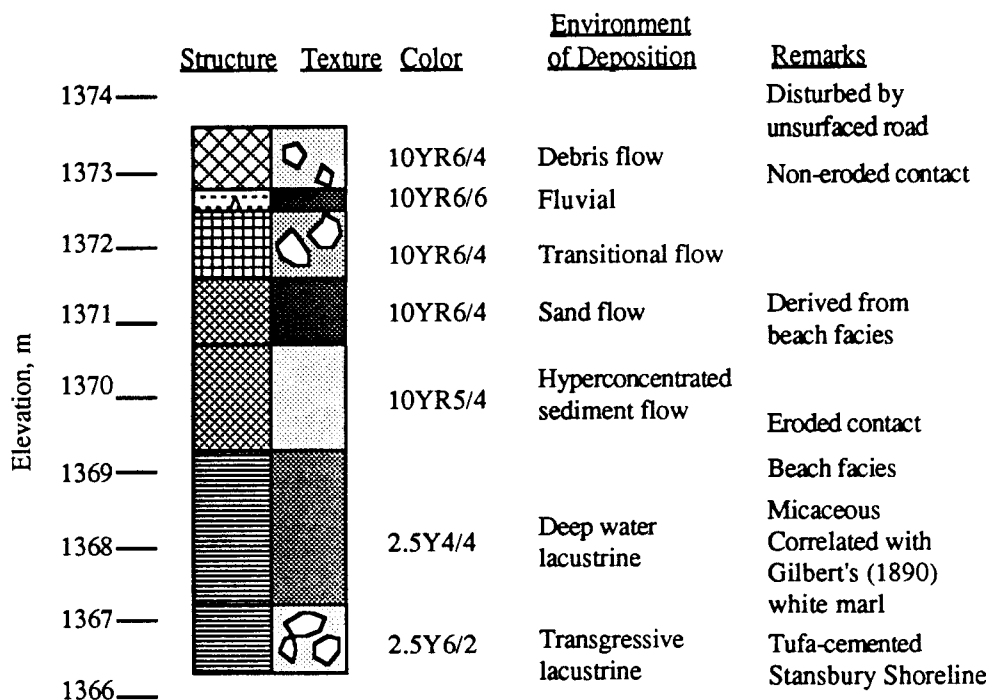 Environment
Structure Texture Color of Deposition Remarks
1374
Disturbed by
unsurfaced road
10YR6/4 Debris flow
1373
Non-eroded contact
10YR6/6 Fluvial
1372
10YR6/4 Transitional flow
1371
10YR6/4 Sand flow
Derived from
beach facies
1370
Hyperconcentrated
10YR5/4 sediment flow
Eroded contact
1369
Beach facies
Elevation, m
1368
2.5Y4/4
Deep water
lacustrine
Micaceous
Correlated with
Gilbert's (1890)
white marl
1367
2.5Y6/2
Transgressive
lacustrine
Tufa-cemented
Stansbury Shoreline
1366